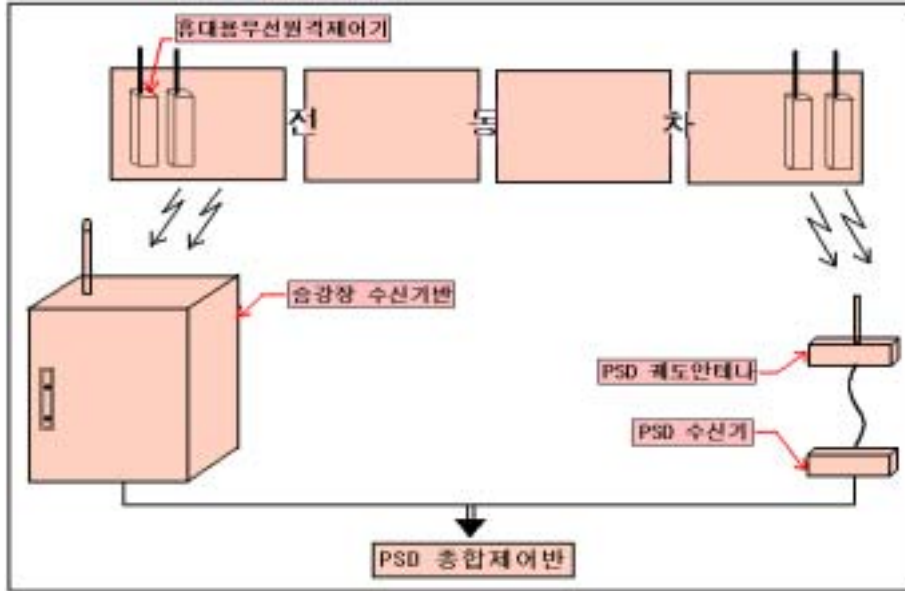 휴대용무선원격제어기
전 동 차
승강장 수신기반
PSD 궤도안테나
PSD 수신기
PSD 종합제어반